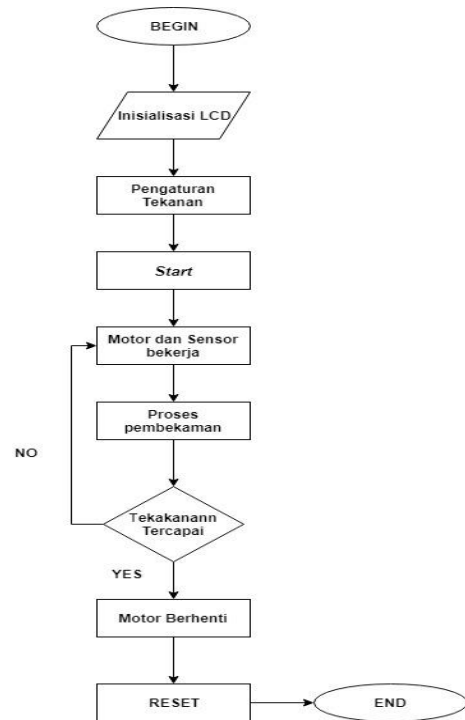 BEGIN
Inisialisasi LCD
Pengaturan
Tekanan
Start
Motor dan Sensor
bekerja
Proses
pembekaman
NO
Tekakanann
Tercapai
YES
Motor Berhenti
RESET
END